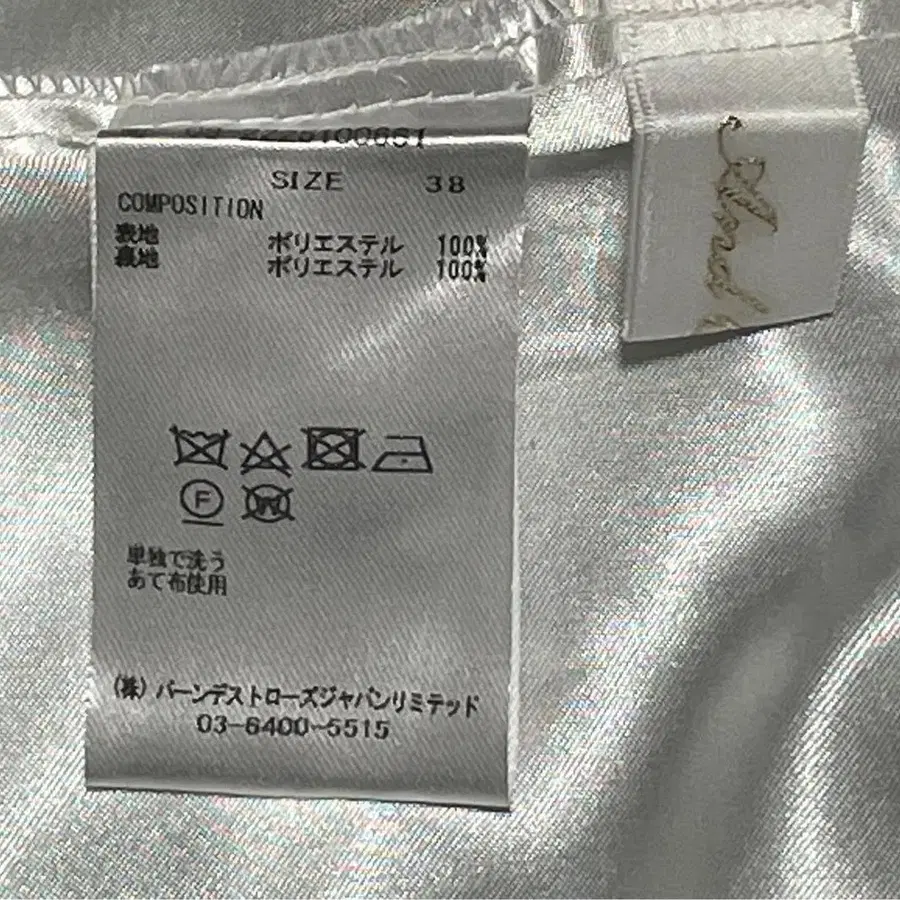 SIZE 38
COMPOSITION
表地 ポリエステル 100%
裏地 ポリエステル 100%
F
W
単独で洗う
あて布使用
(株) バーンデストローズジャパンリミテッド
03-6400-5515